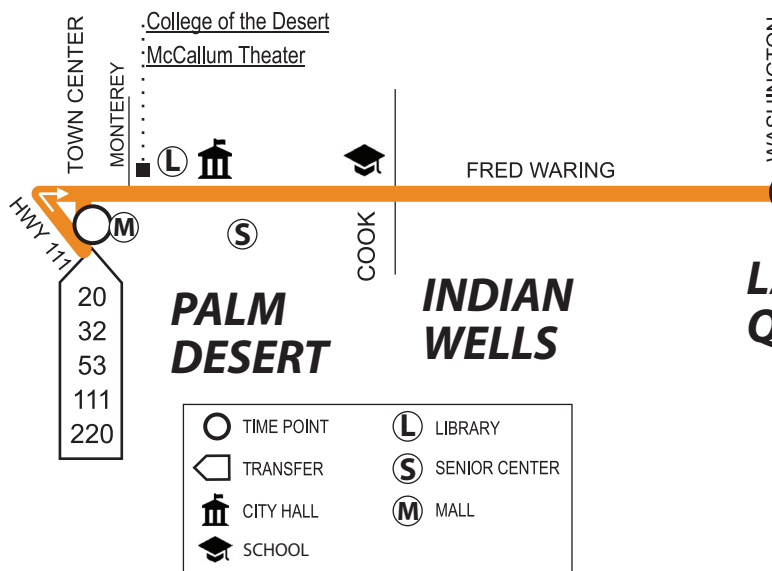 College of the Desert
McCallum Theater
TOWN CENTER
MONTEREY
WASHINGTON
L
FRED WARING
HWY 111
M
S
COOK
20
32
53
111
220
PALM
DESERT
INDIAN
WELLS
TIME POINT
TRANSFER
CITY HALL
SCHOOL
L LIBRARY
S SENIOR CENTER
M MALL